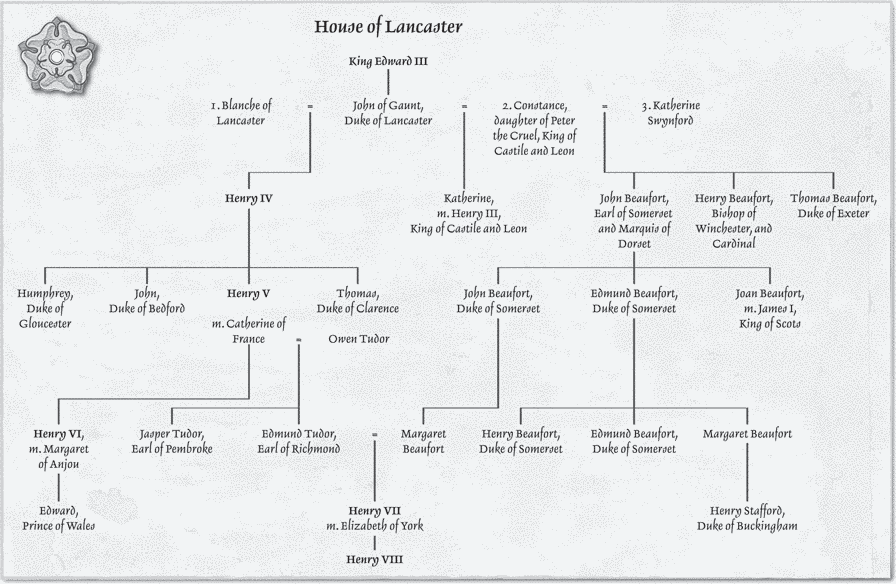 House of Lancaster
King Edward III
1. Blanche of
Lancaster
=
John of Gaunt,
Duke of Lancaster
=
2. Constance,
daughter of Peter
the Cruel, King of
Castile and Leon
=
3. Katherine
Swynford
Henry IV
Katherine,
m. Henry III,
King of Castile and Leon
John Beaufort,
Earl of Somerset
and Marquis of
Dorset
Henry Beaufort,
Bishop of
Winchester, and
Cardinal
Thomas Beaufort,
Duke of Exeter
Humphrey,
Duke of
Gloucester
John,
Duke of Bedford
Henry V
m. Catherine of
France
=
Owen Tudor
Thomas,
Duke of Clarence
John Beaufort,
Duke of Somerset
Edmund Beaufort,
Duke of Somerset
Joan Beaufort,
m. James I,
King of Scots
Henry VI,
m. Margaret
of Anjou
Jasper Tudor,
Earl of Pembroke
Edmund Tudor,
Earl of Richmond
=
Margaret
Beaufort
Henry Beaufort,
Duke of Somerset
Edmund Beaufort,
Duke of Somerset
Margaret Beaufort
Edward,
Prince of Wales
Henry VII
m. Elizabeth of York
Henry Stafford,
Duke of Buckingham
Henry VIII